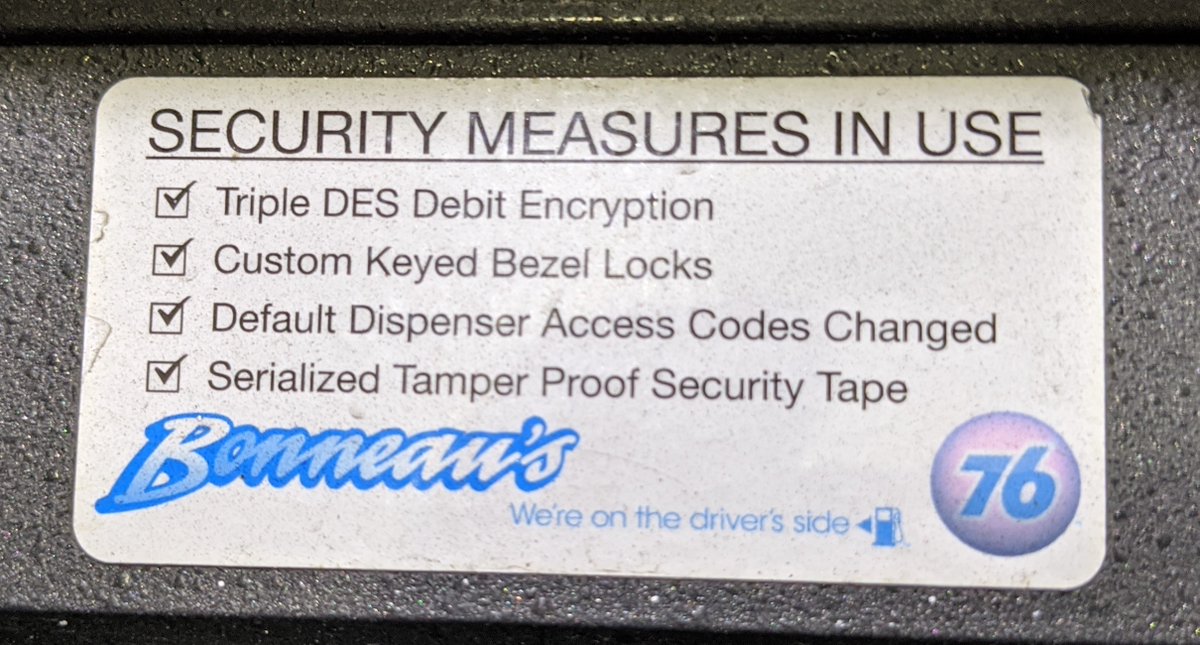 SECURITY MEASURES IN USE
Triple DES Debit Encryption
Custom Keyed Bezel Locks
Default Dispenser Access Codes Changed
Serialized Tamper Proof Security Tape
Bonneau's
We're on the driver's side
76